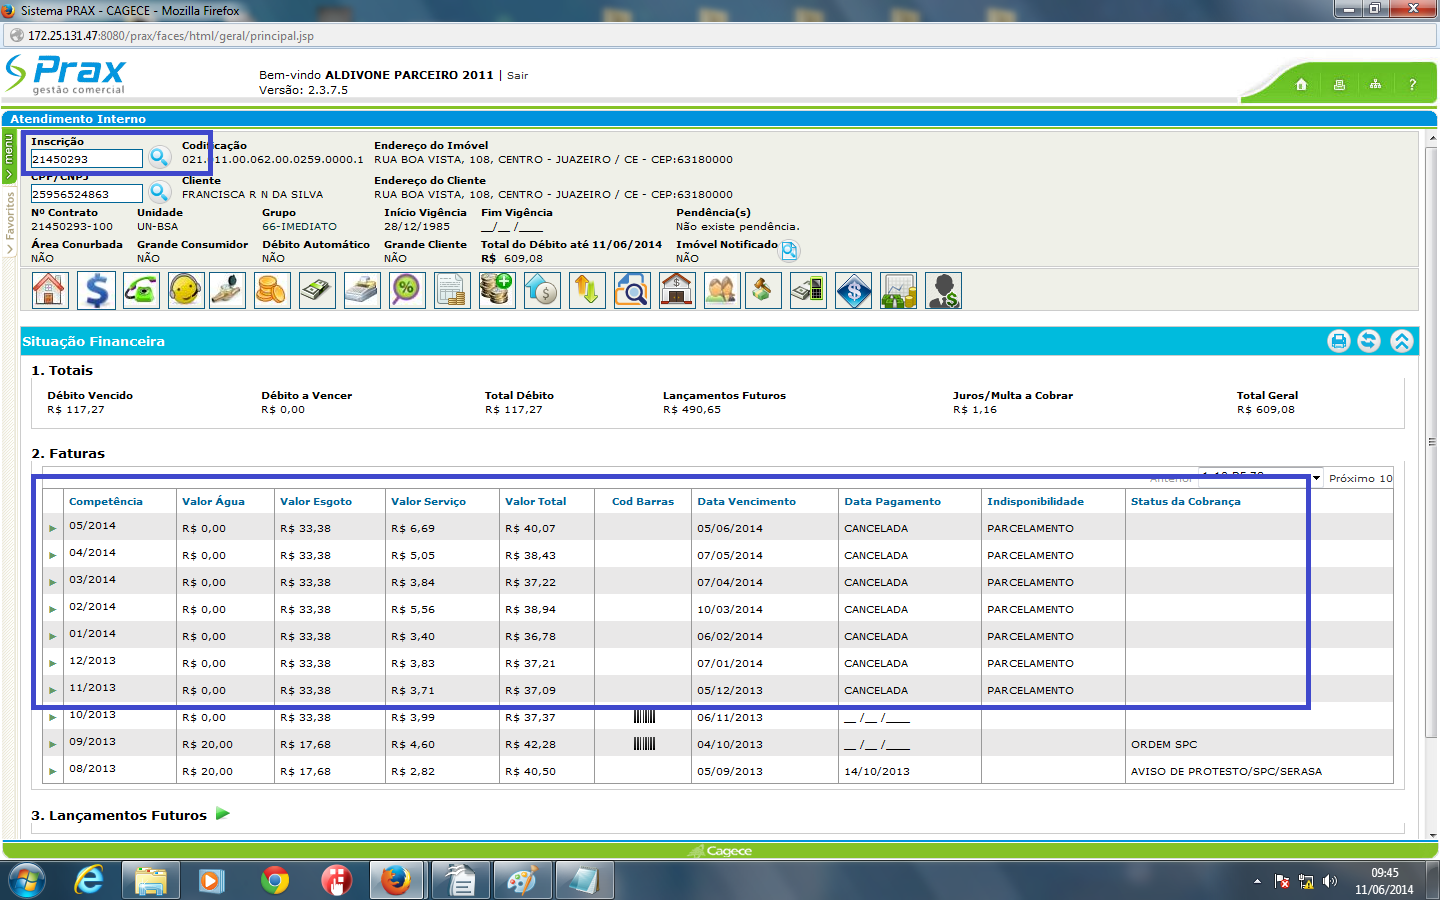 Sistema PRAX - CAGECE - Mozilla Firefox
172.25.131.47:8080/prax/faces/html/geral/principal.jsp
Prax
gestão comercial
Bem-vindo ALDIVONE PARCEIRO 2011 | Sair
Versão: 2.3.7.5
?
Atendimento Interno
menu
Favoritos
Inscrição Codificação Endereço do Imóvel
21450293 021.011.00.062.00.0259.0000.1 RUA BOA VISTA, 108, CENTRO - JUAZEIRO / CE - CEP:63180000
CPF/CNPJ Cliente Endereço do Cliente
25956524863 FRANCISCA R N DA SILVA RUA BOA VISTA, 108, CENTRO - JUAZEIRO / CE - CEP:63180000
Nº Contrato Unidade Grupo Início Vigência Fim Vigência Pendência(s)
21450293-100 UN-BSA 66-IMEDIATO 28/12/1985 __/__/____ Não existe pendência.
Área Conurbada Grande Consumidor Débito Automático Grande Cliente Total do Débito até 11/06/2014 Imóvel Notificado
NÃO NÃO NÃO NÃO R$ 609,08 NÃO
Situação Financeira
1. Totais
Débito Vencido Débito a Vencer Total Débito Lançamentos Futuros Juros/Multa a Cobrar Total Geral
R$ 117,27 R$ 0,00 R$ 117,27 R$ 490,65 R$ 1,16 R$ 609,08
2. Faturas
Anterior 1-10 DE 70 Próximo 10
Competência Valor Água Valor Esgoto Valor Serviço Valor Total Cod Barras Data Vencimento Data Pagamento Indisponibilidade Status da Cobrança
05/2014 R$ 0,00 R$ 33,38 R$ 6,69 R$ 40,07 05/06/2014 CANCELADA PARCELAMENTO
04/2014 R$ 0,00 R$ 33,38 R$ 5,05 R$ 38,43 07/05/2014 CANCELADA PARCELAMENTO
03/2014 R$ 0,00 R$ 33,38 R$ 3,84 R$ 37,22 07/04/2014 CANCELADA PARCELAMENTO
02/2014 R$ 0,00 R$ 33,38 R$ 5,56 R$ 38,94 10/03/2014 CANCELADA PARCELAMENTO
01/2014 R$ 0,00 R$ 33,38 R$ 3,40 R$ 36,78 06/02/2014 CANCELADA PARCELAMENTO
12/2013 R$ 0,00 R$ 33,38 R$ 3,83 R$ 37,21 07/01/2014 CANCELADA PARCELAMENTO
11/2013 R$ 0,00 R$ 33,38 R$ 3,71 R$ 37,09 05/12/2013 CANCELADA PARCELAMENTO
10/2013 R$ 0,00 R$ 33,38 R$ 3,99 R$ 37,37 06/11/2013 __/__/____
09/2013 R$ 20,00 R$ 17,68 R$ 4,60 R$ 42,28 04/10/2013 __/__/____ ORDEM SPC
08/2013 R$ 20,00 R$ 17,68 R$ 2,82 R$ 40,50 05/09/2013 14/10/2013 AVISO DE PROTESTO/SPC/SERASA
3. Lançamentos Futuros
Cagece
09:45
11/06/2014